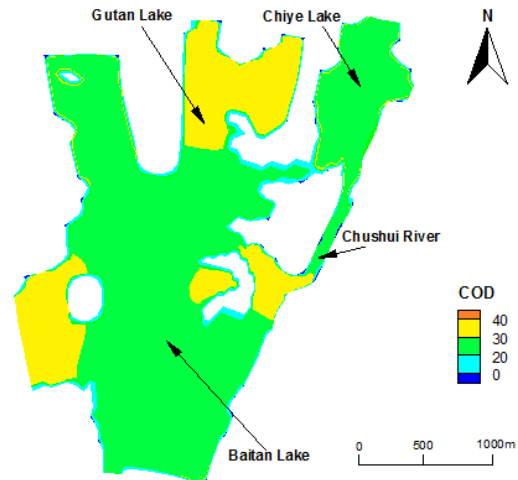 Gutan Lake
Chiye Lake
N
Chushui River
COD
40
30
20
0
Baitan Lake
0 500 1000m